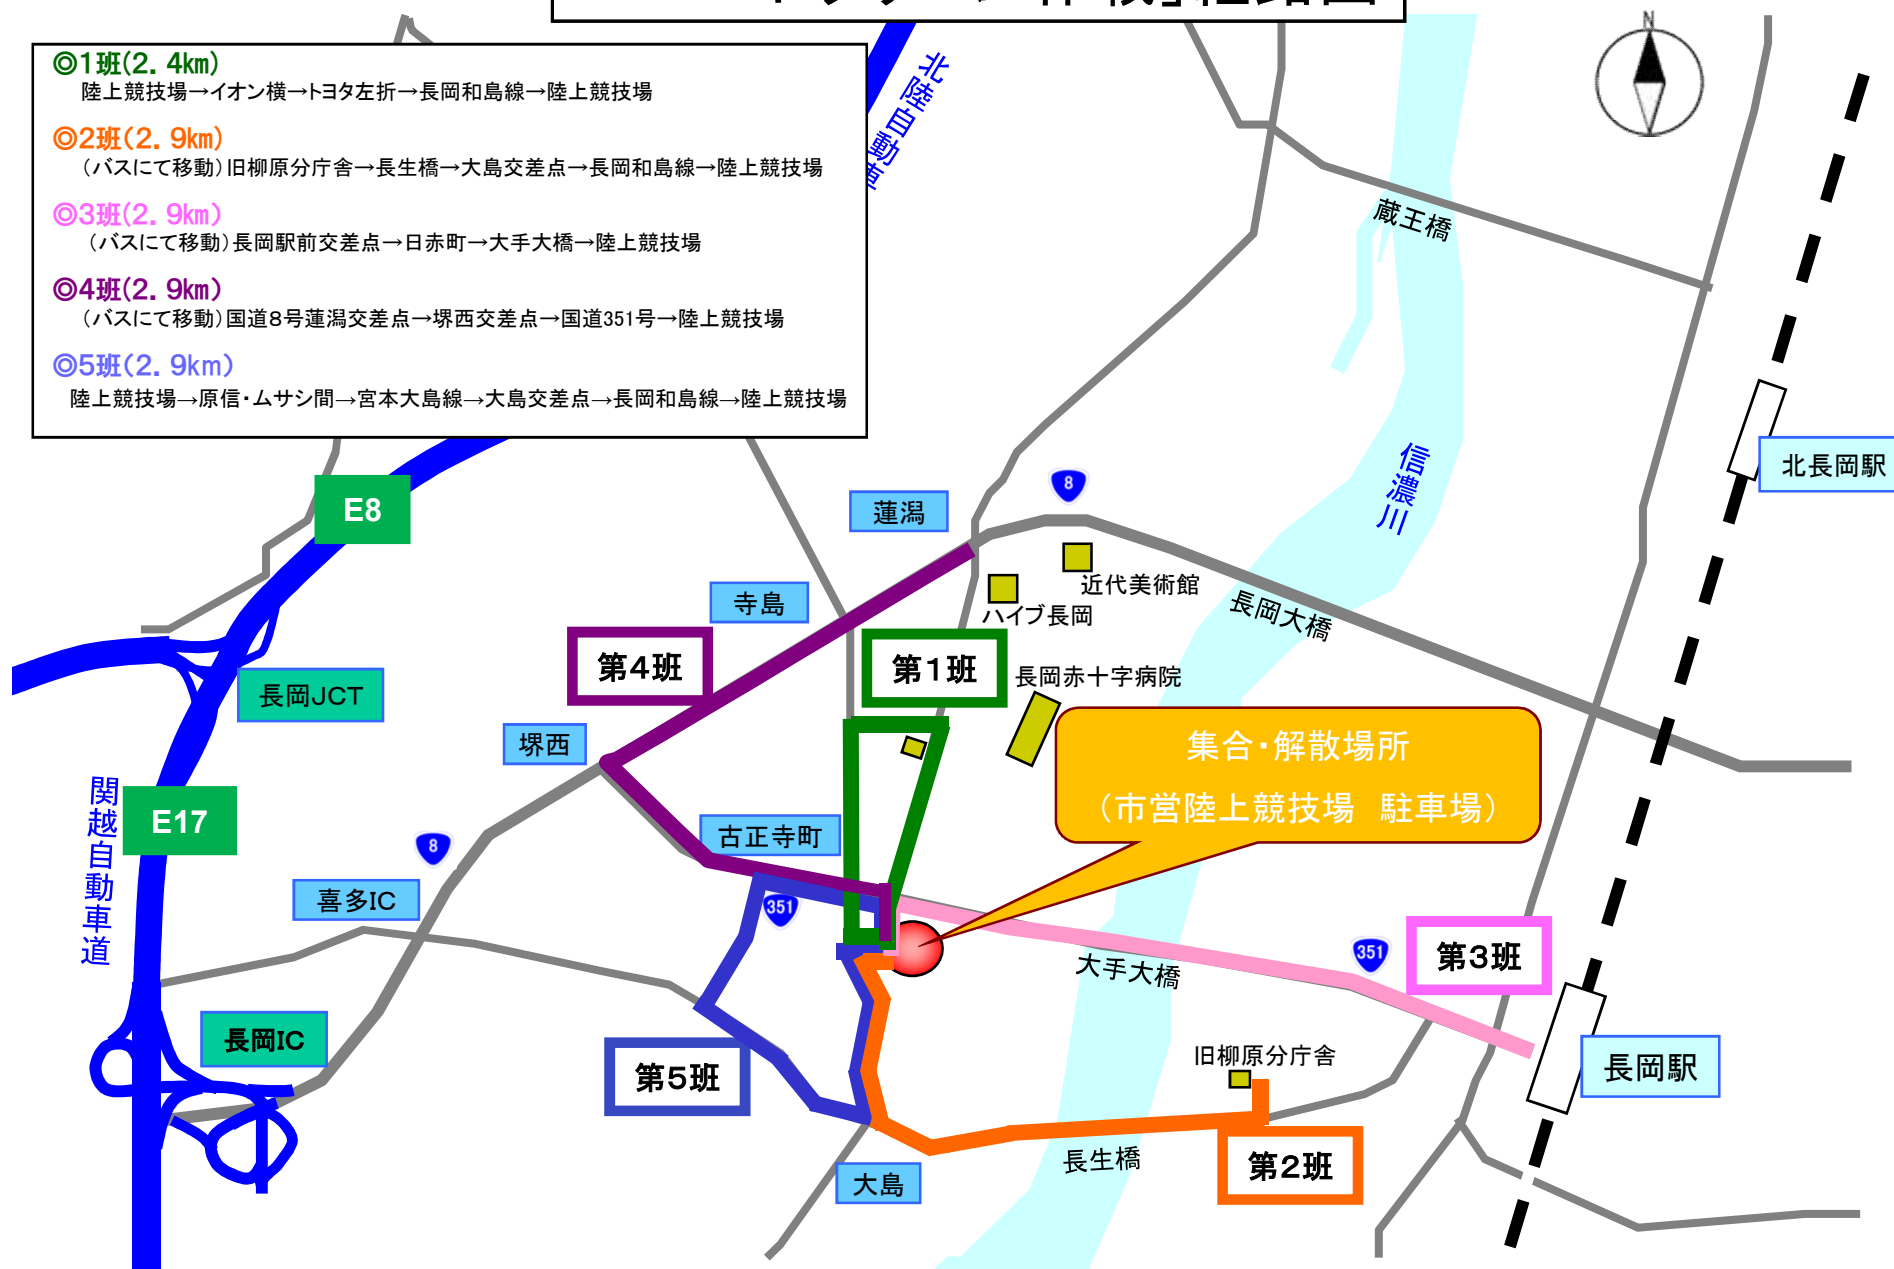 ◎1班(2.4km)
陸上競技場→イオン横→トヨタ左折→長岡和島線→陸上競技場
◎2班(2.9km)
(バスにて移動)旧柳原分庁舎→長生橋→大島交差点→長岡和島線→陸上競技場
◎3班(2.9km)
(バスにて移動)長岡駅前交差点→日赤町→大手大橋→陸上競技場
◎4班(2.9km)
(バスにて移動)国道8号蓮潟交差点→堺西交差点→国道351号→陸上競技場
◎5班(2.9km)
陸上競技場→原信・ムサシ間→宮本大島線→大島交差点→長岡和島線→陸上競技場
N
北陸自動車
蔵王橋
信濃川
北長岡駅
E8
蓮潟
8
近代美術館
ハイブ長岡
長岡大橋
寺島
第4班
第1班
長岡赤十字病院
長岡JCT
堺西
集合・解散場所
(市営陸上競技場 駐車場)
関越自動車道
E17
8
古正寺町
喜多IC
351
351
第3班
大手大橋
長岡IC
第5班
旧柳原分庁舎
長岡駅
長生橋
第2班
大島